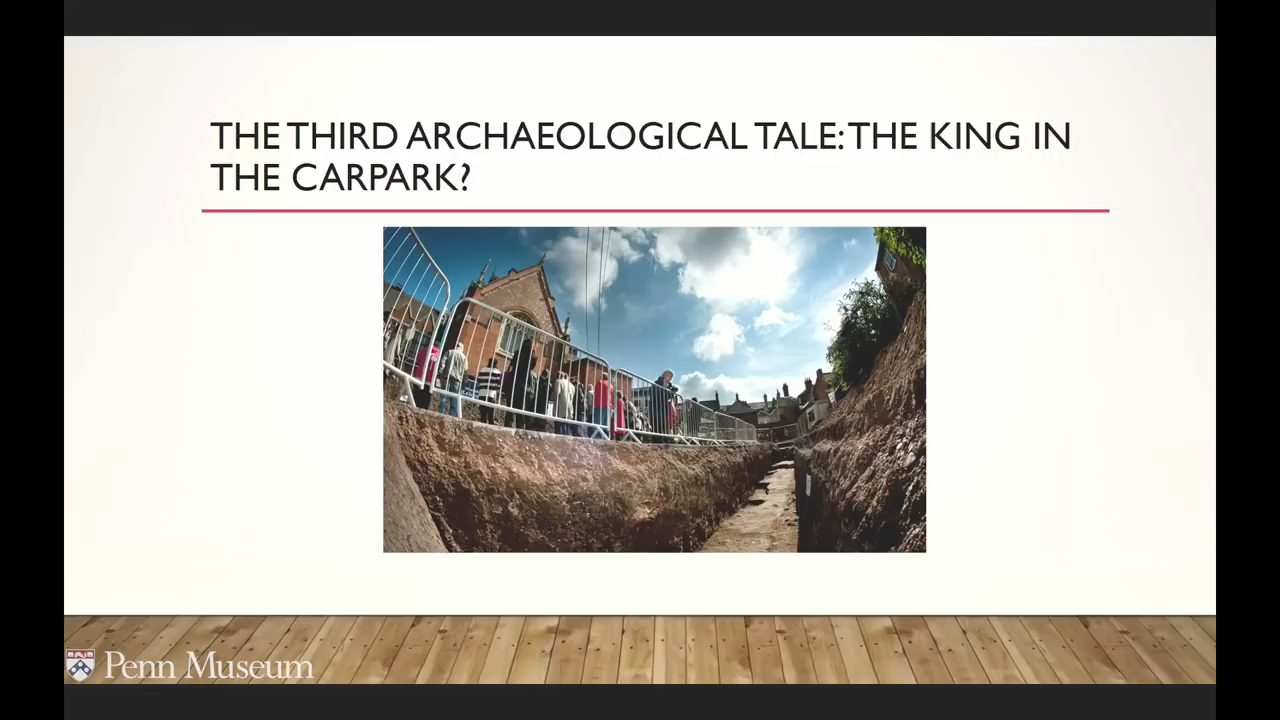 THE THIRD ARCHAEOLOGICAL TALE: THE KING IN
THE CARPARK?
Penn Museum